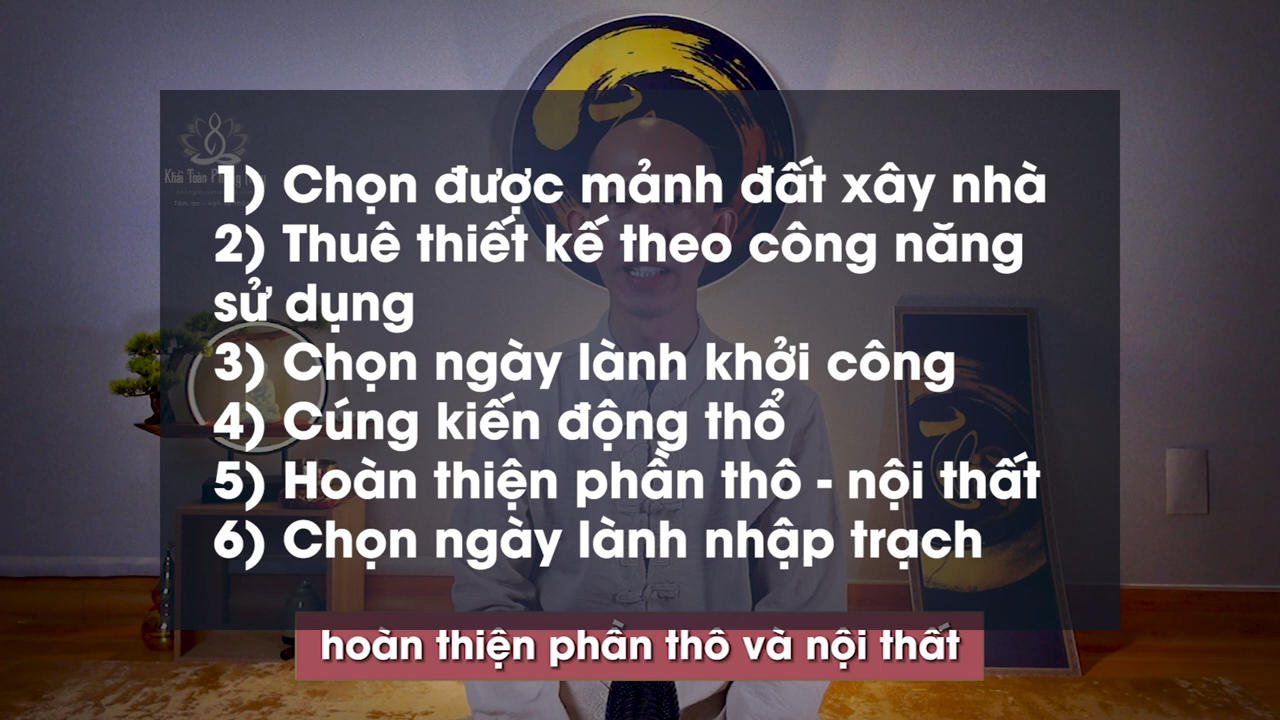 1) Chọn được mảnh đất xây nhà
2) Thuê thiết kế theo công năng
sử dụng
3) Chọn ngày lành khởi công
4) Cúng kiến động thổ
5) Hoàn thiện phần thô - nội thất
6) Chọn ngày lành nhập trạch
hoàn thiện phần thô và nội thất